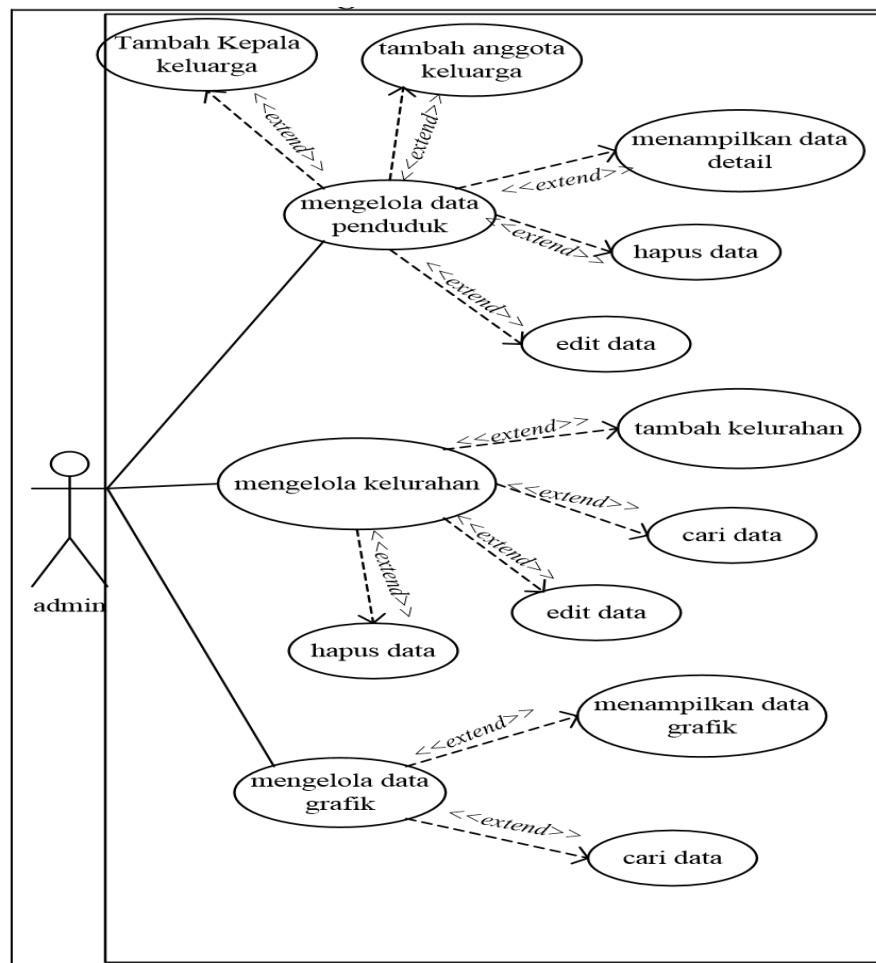 Tambah Kepala
keluarga
tambah anggota
keluarga
<<extend>>
<<extend>>
menampilkan data
detail
<<extend>>
mengelola data
penduduk
<<extend>>
hapus data
<<extend>>
edit data
<<extend>>
tambah kelurahan
mengelola kelurahan
<<extend>>
cari data
<<extend>>
<<extend>>
edit data
admin
hapus data
menampilkan data
grafik
<<extend>>
mengelola data
grafik
<<extend>>
cari data